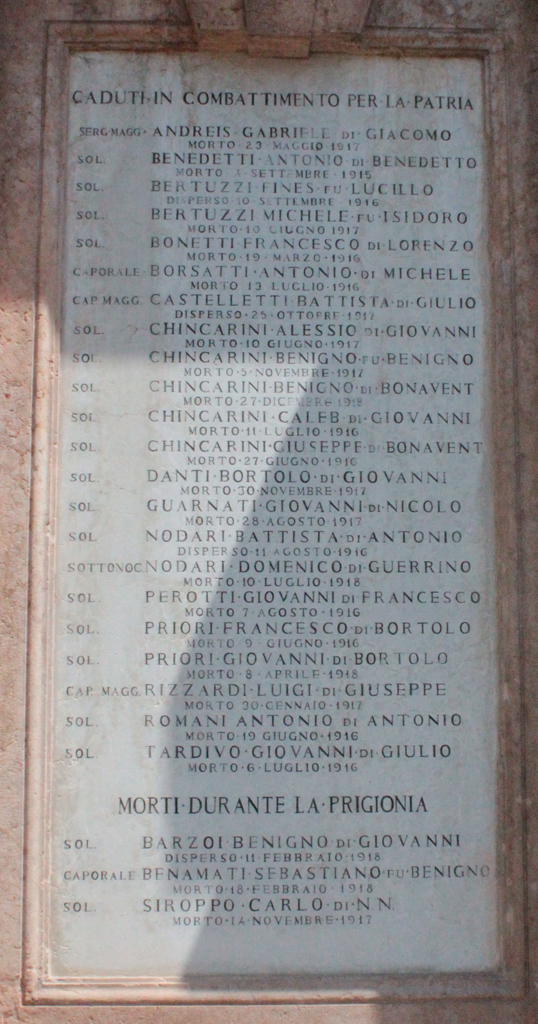 CADUTI·IN COMBATTIMENTO PER·LA·PATRIA
SERG·MAGG· ANDREIS·GABRIELE DI·GIACOMO
MORTO·23·MAGGIO 1917
SOL. BENEDETTI·ANTONIO DI·BENEDETTO
MORTO SETTEMBRE·1915
SOL. BERTUZZI·FINES·FU·LUCILLO
DISPERSO·10·SETTEMBRE 1916
SOL. BERTUZZI MICHELE·FU·ISIDORO
MORTO·10 GIUGNO 1917
SOL. BONETTI·FRANCESCO DI·LORENZO
MORTO·19·MARZO·1916
CAPORALE BORSATTI·ANTONIO·DI MICHELE
MORTO 13 LUGLIO·1916
CAP·MAGG. CASTELLETTI·BATTISTA·DI·GIULIO
DISPERSO·25·OTTOBRE 1917
SOL. CHINCARINI·ALESSIO DI·GIOVANNI
MORTO·10 GIUGNO·1917
SOL. CHINCARINI·BENIGNO·FU·BENIGNO
MORTO·5·NOVEMBRE·1917
SOL. CHINCARINI·BENIGNO·DI·BONAVENT
MORTO·27·DICEMBRE 1918
SOL. CHINCARINI·CALEB·DI·GIOVANNI
MORTO·11·LUGLIO·1916
SOL. CHINCARINI·GIUSEPPE·DI·BONAVENT
MORTO·27·GIUGNO·1916
SOL. DANTI·BORTOLO·DI·GIOVANNI
MORTO·30·NOVEMBRE·1917
SOL. GUARNATI·GIOVANNI·DI·NICOLO
MORTO·28·AGOSTO·1917
SOL. NODARI·BATTISTA·DI·ANTONIO
DISPERSO·11·AGOSTO·1916
SOTTONOC. NODARI·DOMENICO·DI·GUERRINO
MORTO·10·LUGLIO·1918
SOL. PEROTTI·GIOVANNI·DI·FRANCESCO
MORTO 7·AGOSTO·1916
SOL. PRIORI·FRANCESCO·DI·BORTOLO
MORTO·9·GIUGNO·1916
SOL. PRIORI·GIOVANNI·DI·BORTOLO
MORTO·8·APRILE·1918
CAP. MAGG. RIZZARDI·LUIGI·DI·GIUSEPPE
MORTO 30·GENNAIO·1917
SOL. ROMANI ANTONIO DI ANTONIO
MORTO·19 GIUGNO·1916
SOL. TARDIVO·GIOVANNI·DI·GIULIO
MORTO·6·LUGLIO·1916
MORTI·DURANTE LA·PRIGIONIA
SOL. BARZOI·BENIGNO·DI·GIOVANNI
DISPERSO·11·FEBBRAIO·1918
CAPORALE BENAMATI·SEBASTIANO·FU·BENIGNO
MORTO·18·FEBBRAIO·1918
SOL. SIROPPO·CARLO·DI·N.N.
MORTO·14·NOVEMBRE·1917